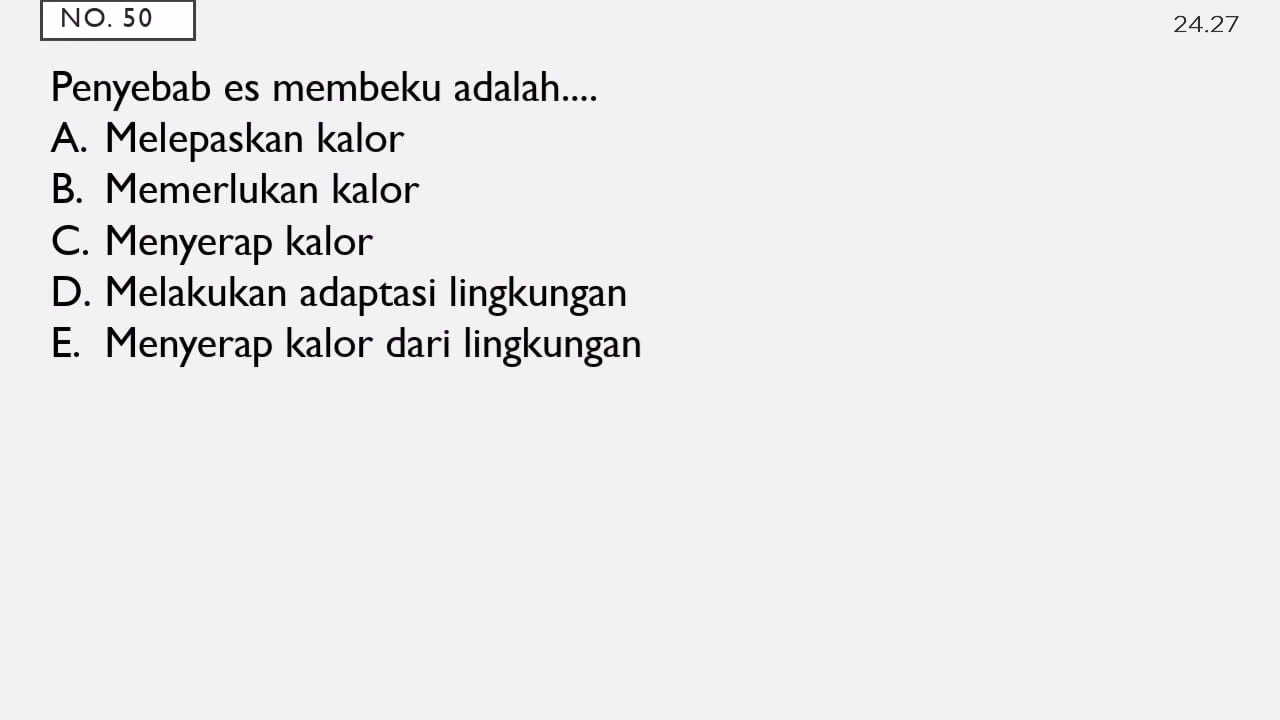 NO. 50
24.27
Penyebab es membeku adalah....
A. Melepaskan kalor
B. Memerlukan kalor
C. Menyerap kalor
D. Melakukan adaptasi lingkungan
E. Menyerap kalor dari lingkungan